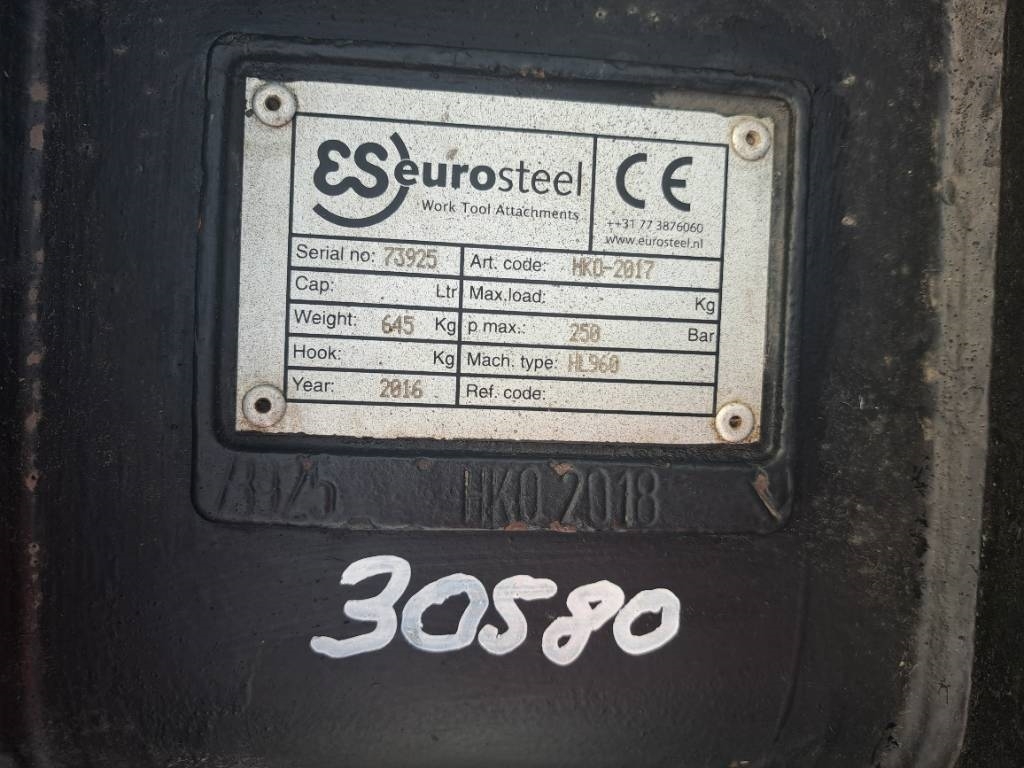 ES eurosteel
Work Tool Attachments
CE
++31 77 3876060
www.eurosteel.nl
Serial no: 73925 Art. code: HKO-2017
Cap: Ltr Max.load: Kg
Weight: 645 Kg p.max.: 250 Bar
Hook: Kg Mach. type: HL960
Year: 2016 Ref. code:
73925 HKO 2018
30580